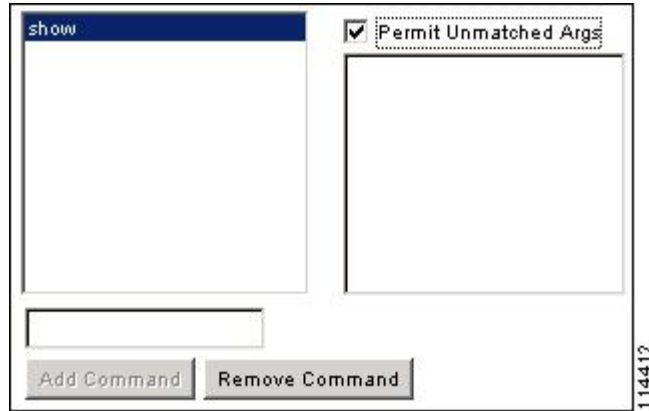 show
Permit Unmatched Args
Add Command
Remove Command
114412